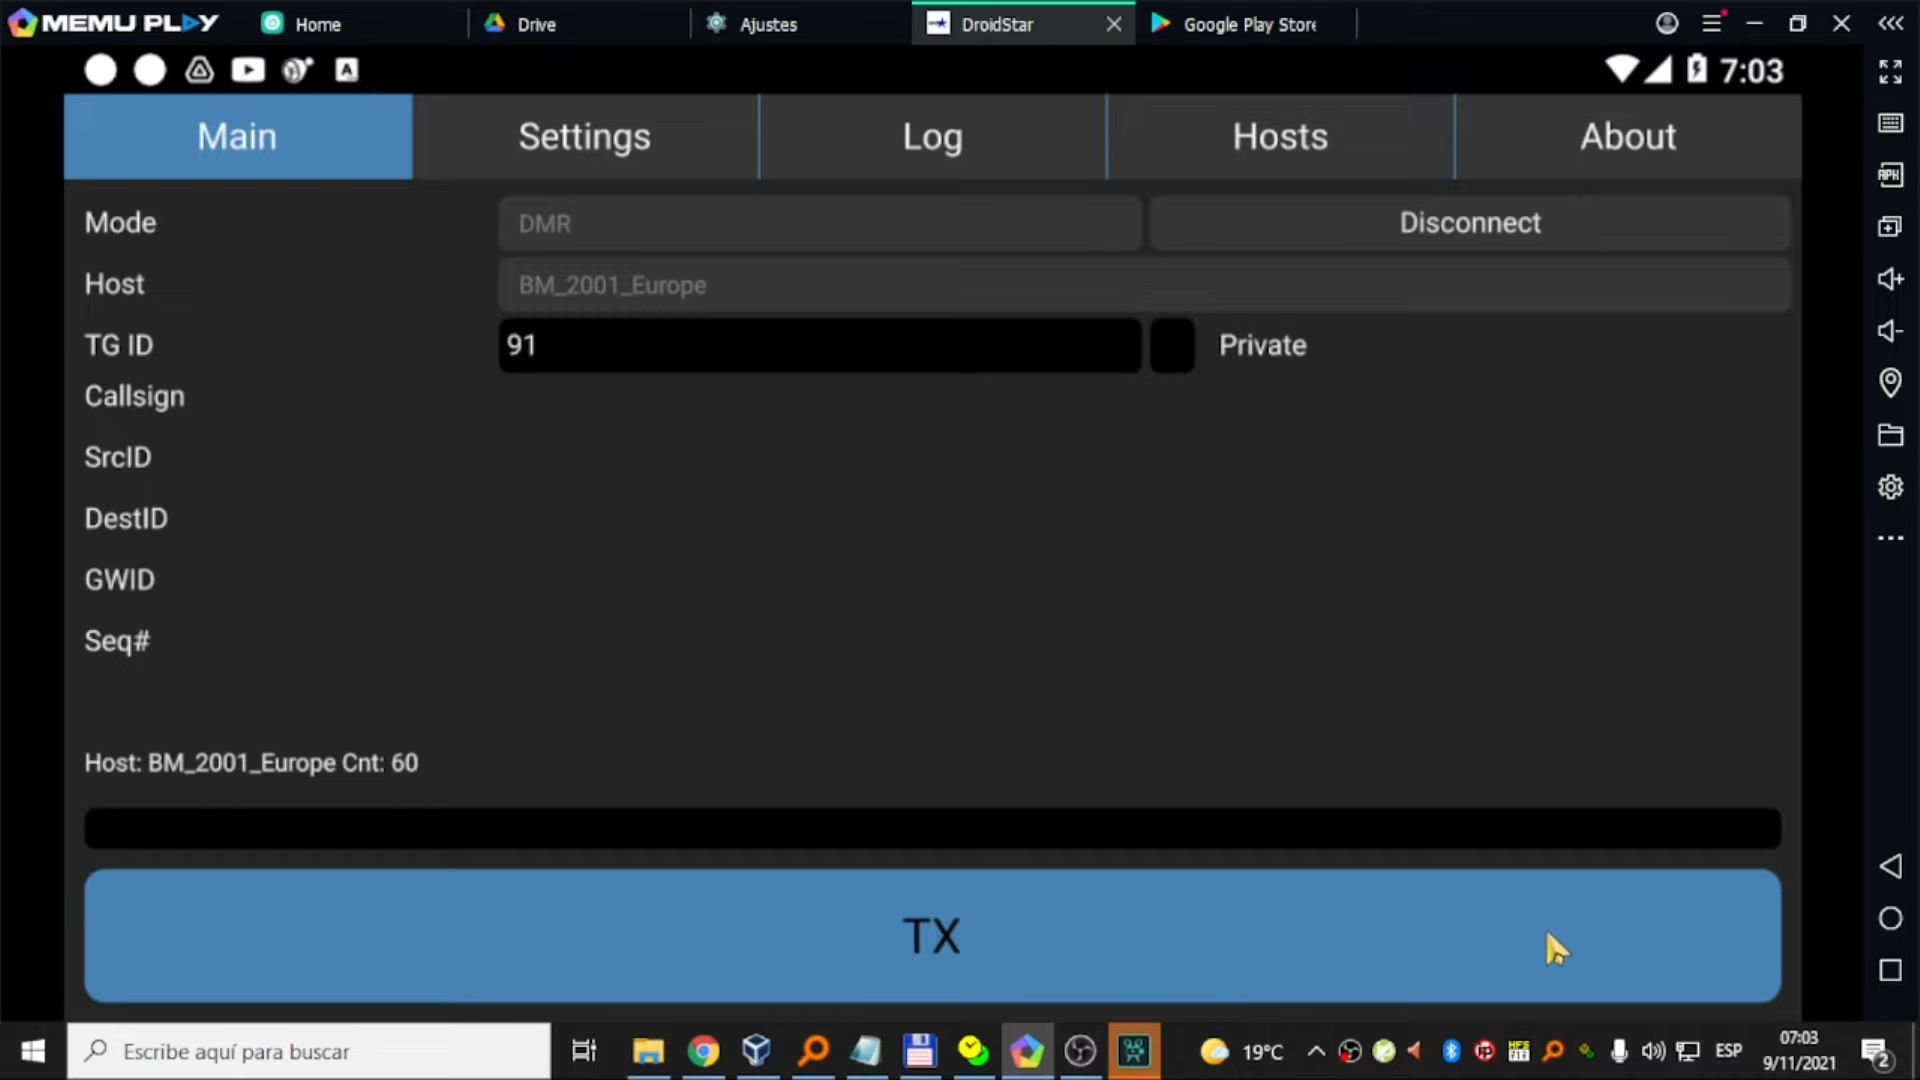 MEMU PLAY Home Drive Ajustes DroidStar Google Play Store
A 7:03
Main Settings Log Hosts About
Mode DMR Disconnect
Host BM_2001_Europe
TG ID 91 Private
Callsign
SrcID
DestID
GWID
Seq#
Host: BM_2001_Europe Cnt: 60
TX
Escribe aquí para buscar 19°C ESP 07:03
9/11/2021 2
APK